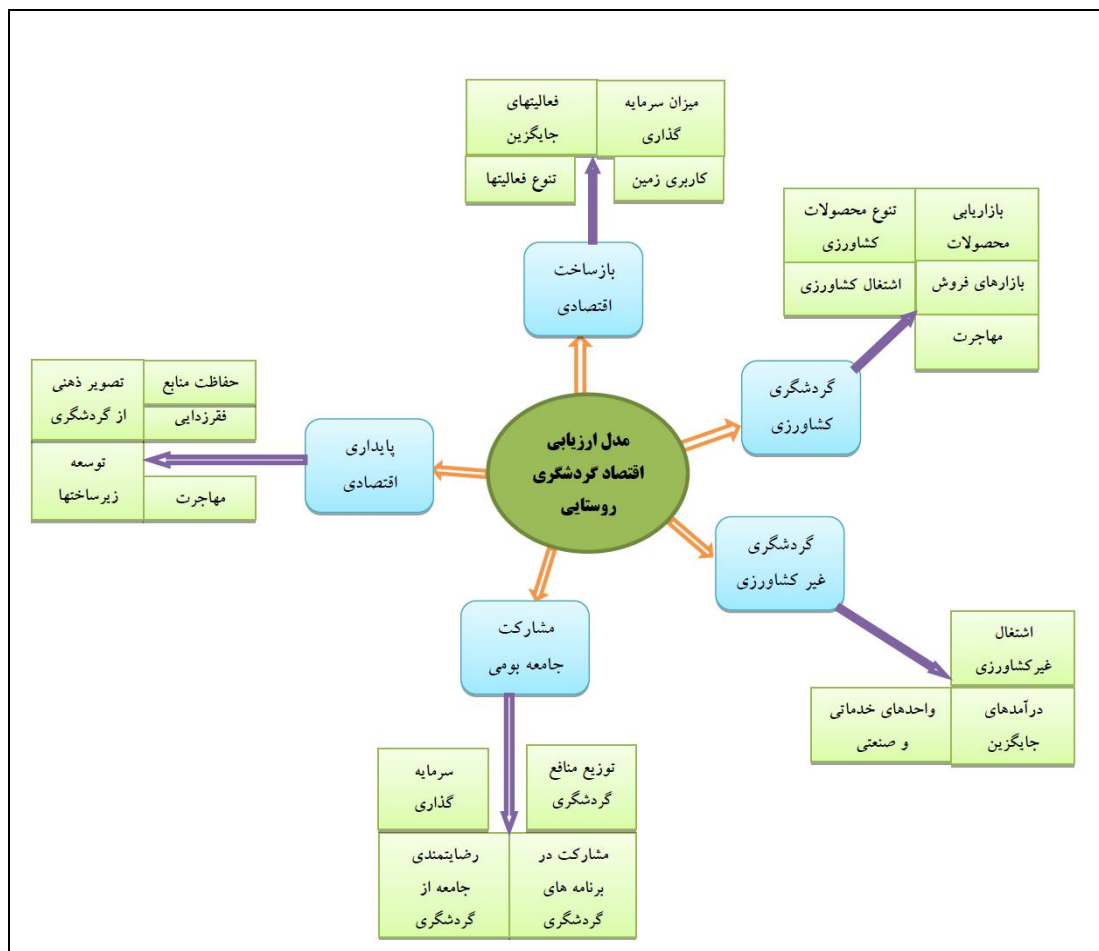 میزان سرمایه
گذاری
فعالیتهای
جایگزین
کاربری زمین
تنوع فعالیتها
بازساخت
اقتصادی
بازاریابی
محصولات
تنوع محصولات
کشاورزی
بازارهای فروش
اشتغال کشاورزی
مهاجرت
گردشگری
کشاورزی
مدل ارزیابی
اقتصاد گردشگری
روستایی
پایداری
اقتصادی
حفاظت منابع
فقرزدایی
تصویر ذهنی
از گردشگری
توسعه
زیرساختها
مهاجرت
گردشگری
غیر کشاورزی
اشتغال
غیرکشاورزی
درآمدهای
جایگزین
واحدهای خدماتی
و صنعتی
مشارکت
جامعه بومی
توزیع منافع
گردشگری
سرمایه
گذاری
مشارکت در
برنامه های
گردشگری
رضایتمندی
جامعه از
گردشگری